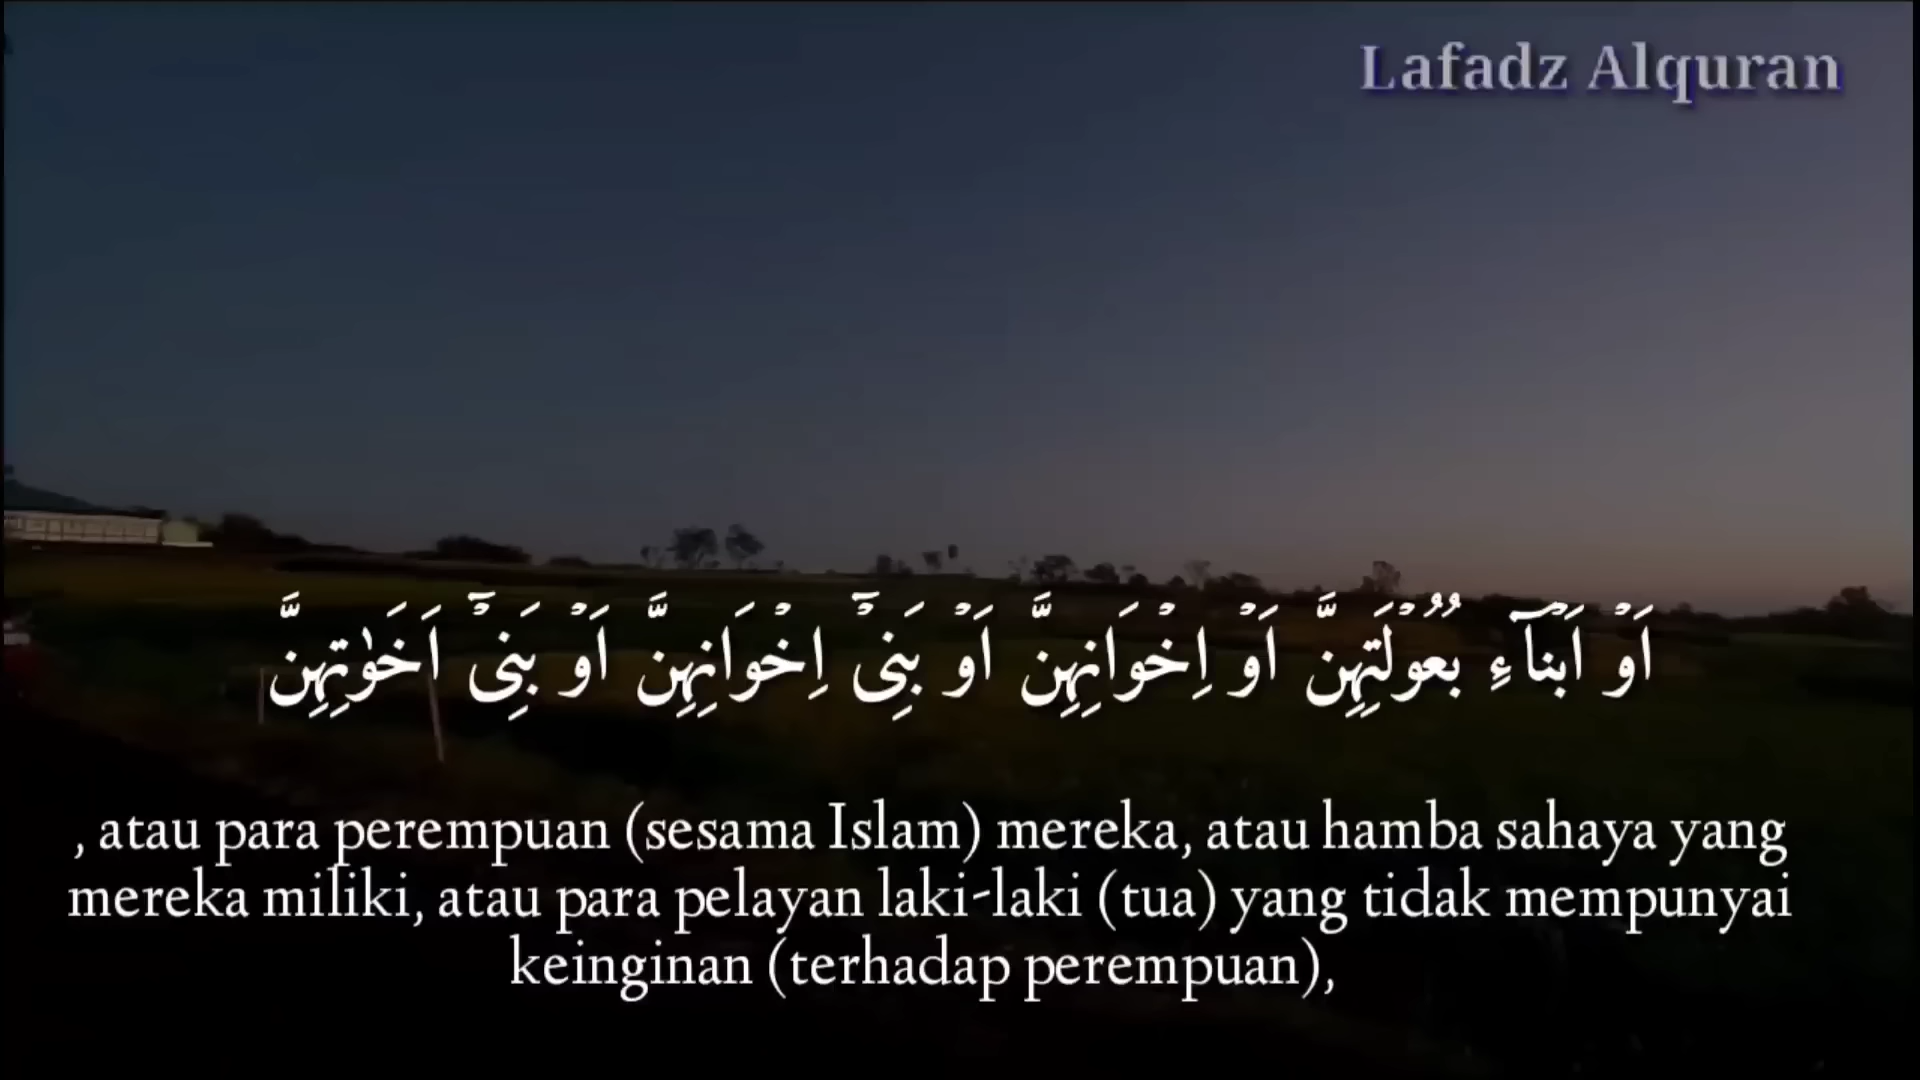 Lafadz Alquran
اَوۡ اَبۡنَآءِ بُعُوۡلَتِهِنَّ اَوۡ اِخۡوَانِهِنَّ اَوۡ بَنِىۡۤ اِخۡوَانِهِنَّ اَوۡ بَنِىۡۤ اَخَوٰتِهِنَّ
, atau para perempuan (sesama Islam) mereka, atau hamba sahaya yang
mereka miliki, atau para pelayan laki-laki (tua) yang tidak mempunyai
keinginan (terhadap perempuan),